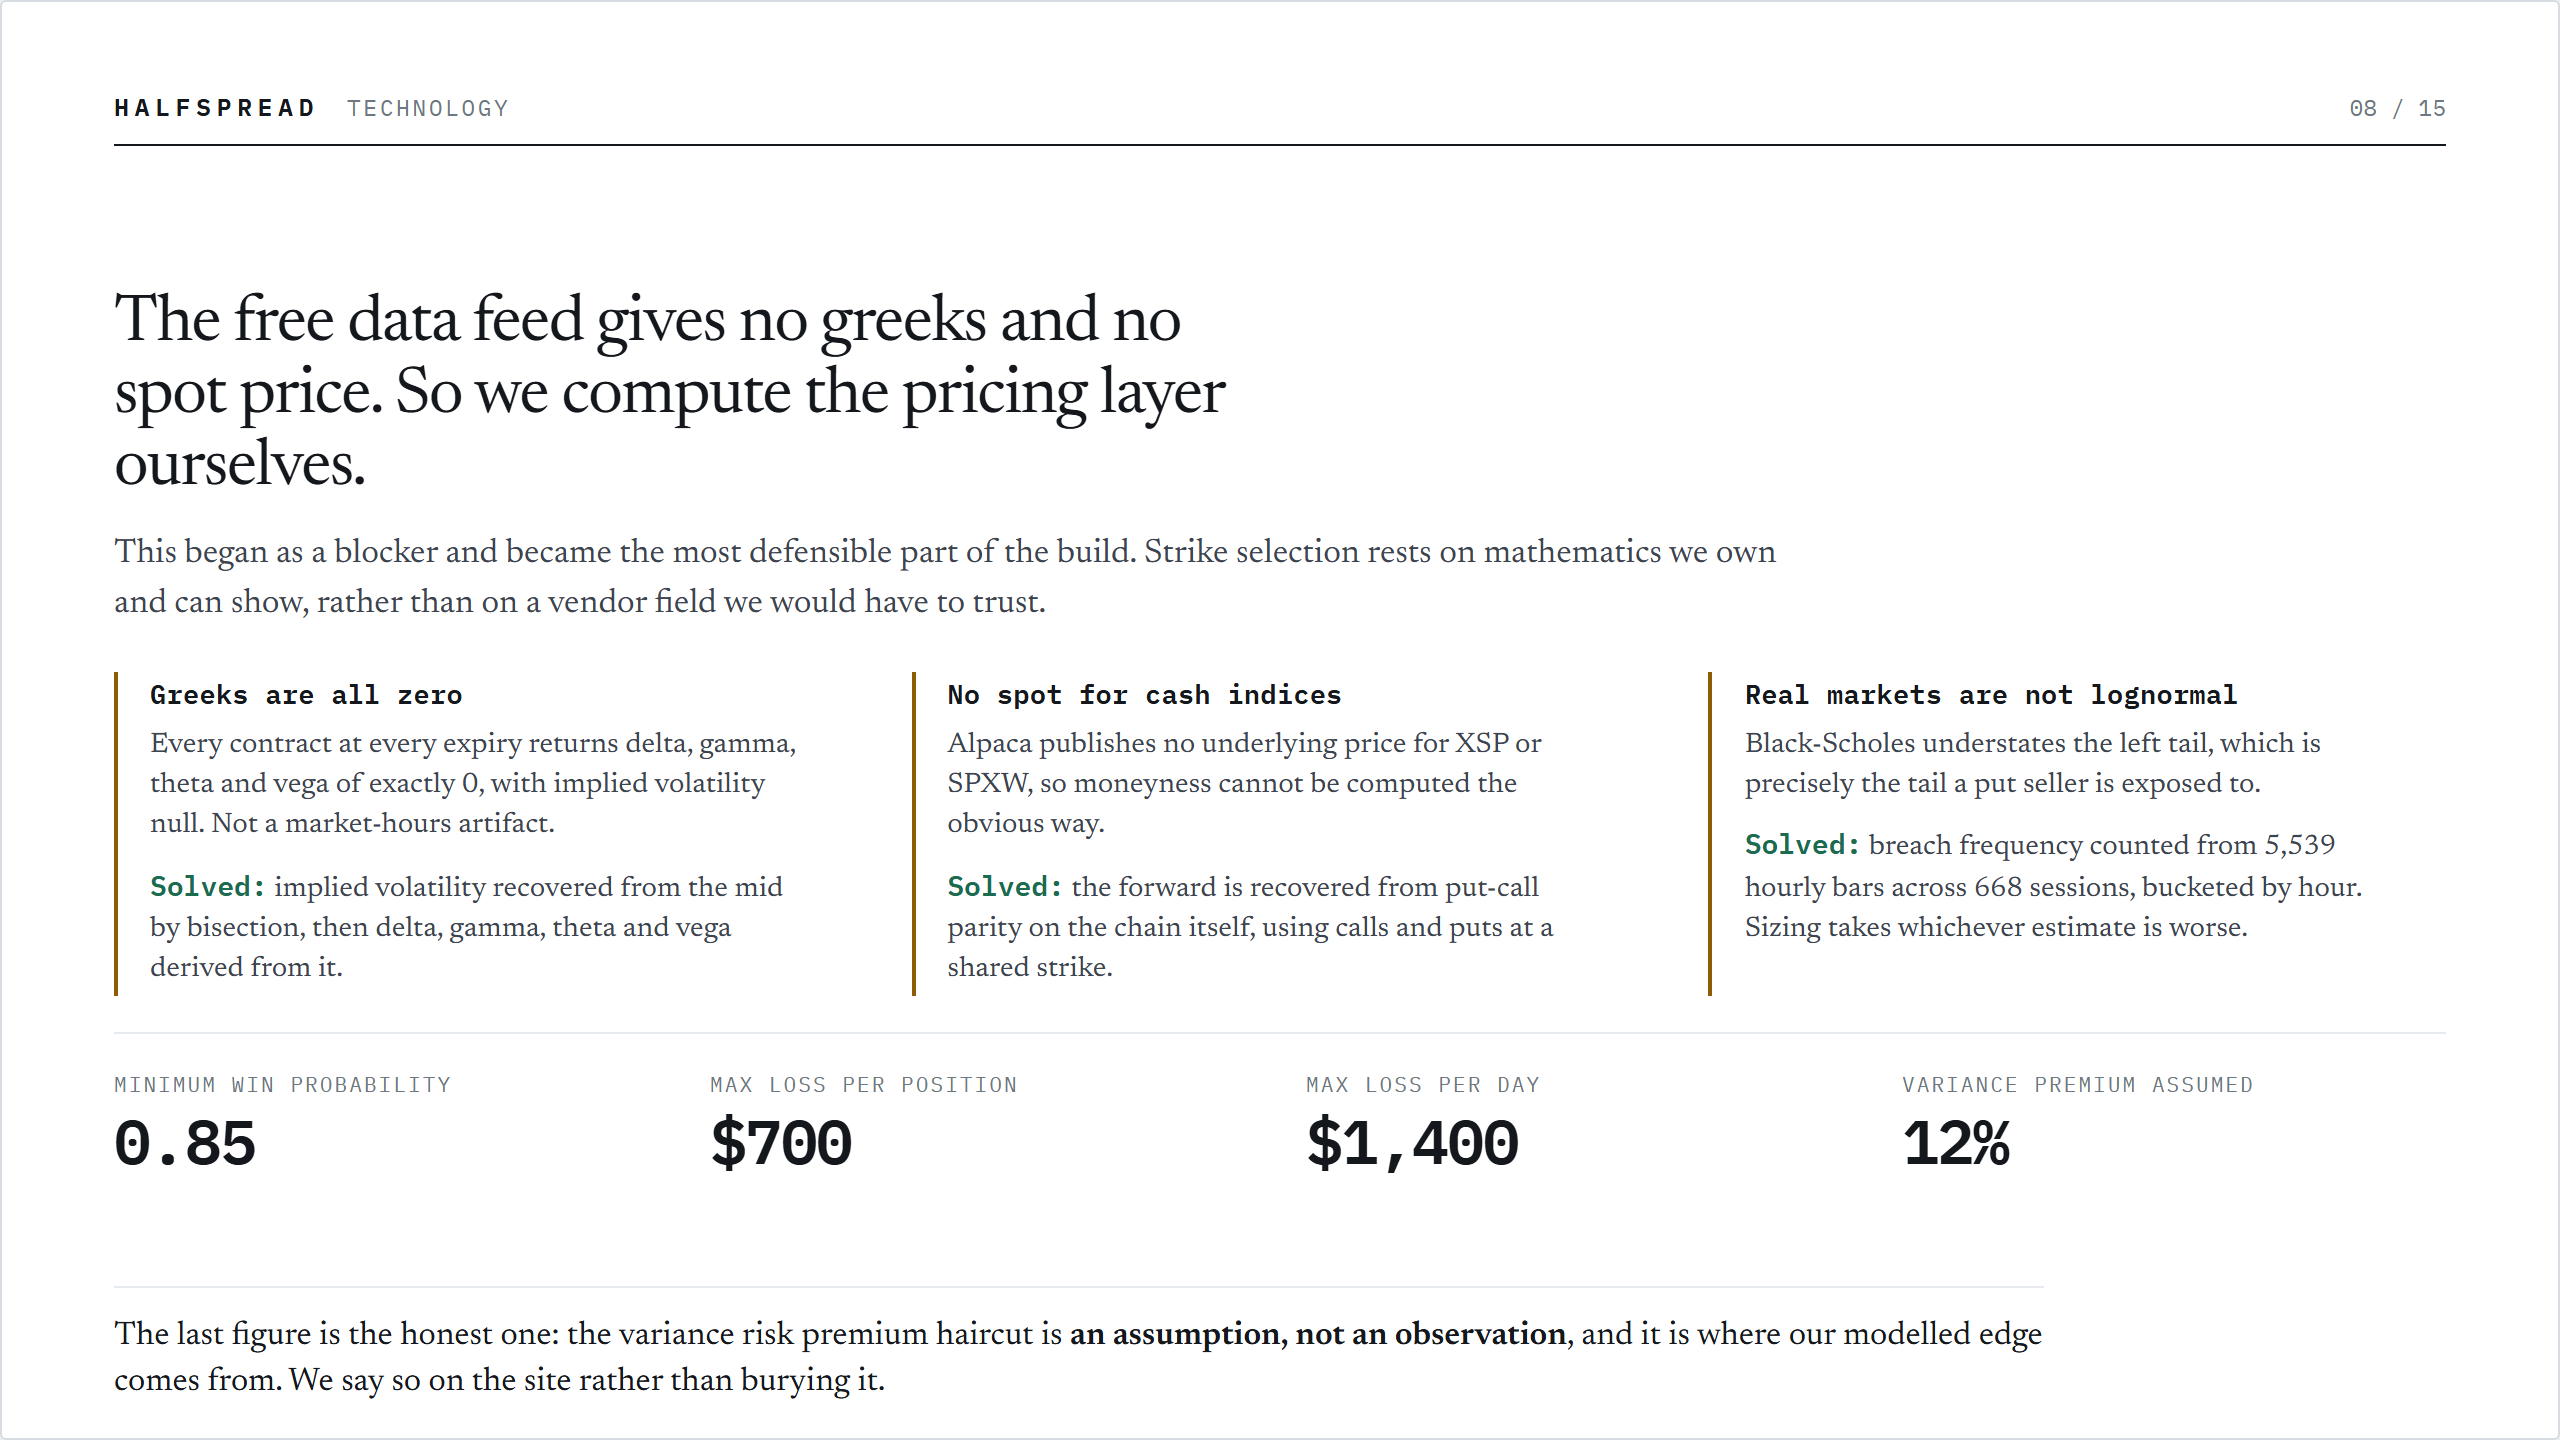 HALFSPREAD TECHNOLOGY 08 / 15
The free data feed gives no greeks and no
spot price. So we compute the pricing layer
ourselves.
This began as a blocker and became the most defensible part of the build. Strike selection rests on mathematics we own
and can show, rather than on a vendor field we would have to trust.
Greeks are all zero
Every contract at every expiry returns delta, gamma,
theta and vega of exactly 0, with implied volatility
null. Not a market-hours artifact.
Solved: implied volatility recovered from the mid
by bisection, then delta, gamma, theta and vega
derived from it.
No spot for cash indices
Alpaca publishes no underlying price for XSP or
SPXW, so moneyness cannot be computed the
obvious way.
Solved: the forward is recovered from put-call
parity on the chain itself, using calls and puts at a
shared strike.
Real markets are not lognormal
Black-Scholes understates the left tail, which is
precisely the tail a put seller is exposed to.
Solved: breach frequency counted from 5,539
hourly bars across 668 sessions, bucketed by hour.
Sizing takes whichever estimate is worse.
MINIMUM WIN PROBABILITY
0.85
MAX LOSS PER POSITION
$700
MAX LOSS PER DAY
$1,400
VARIANCE PREMIUM ASSUMED
12%
The last figure is the honest one: the variance risk premium haircut is an assumption, not an observation, and it is where our modelled edge
comes from. We say so on the site rather than burying it.